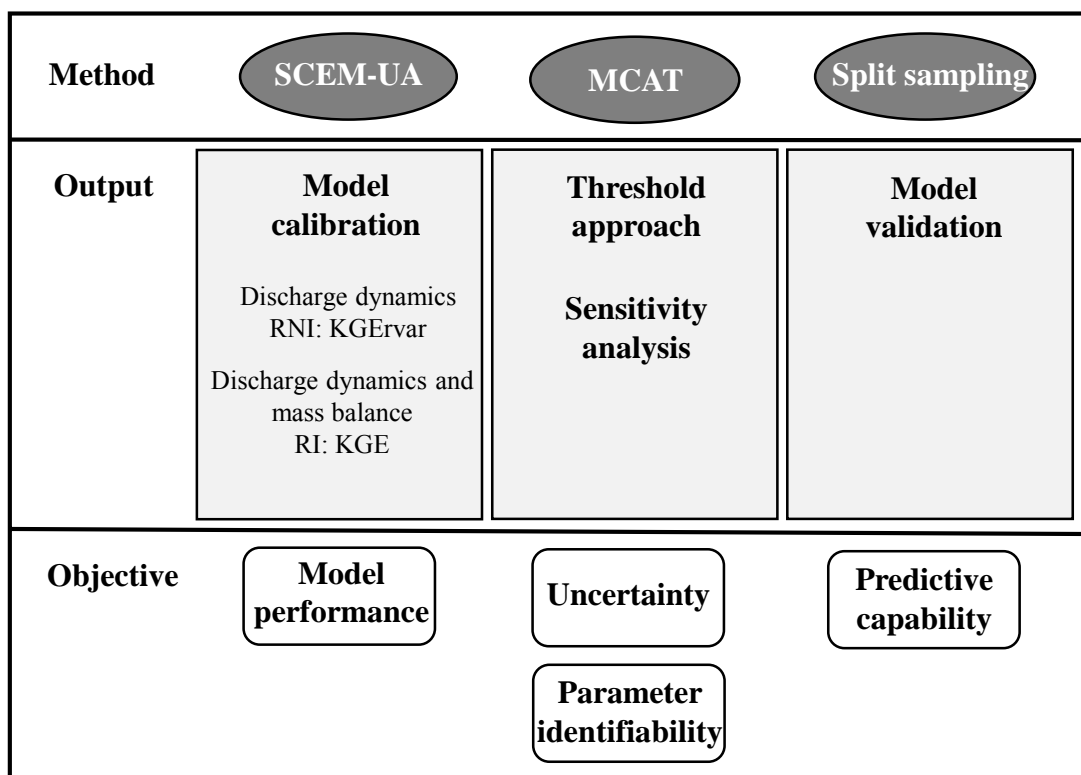 Method
SCEM-UA
MCAT
Split sampling
Output
Model
calibration
Discharge dynamics
RNI: KGErvar
Discharge dynamics and
mass balance
RI: KGE
Threshold
approach
Sensitivity
analysis
Model
validation
Objective
Model
performance
Uncertainty
Parameter
identifiability
Predictive
capability